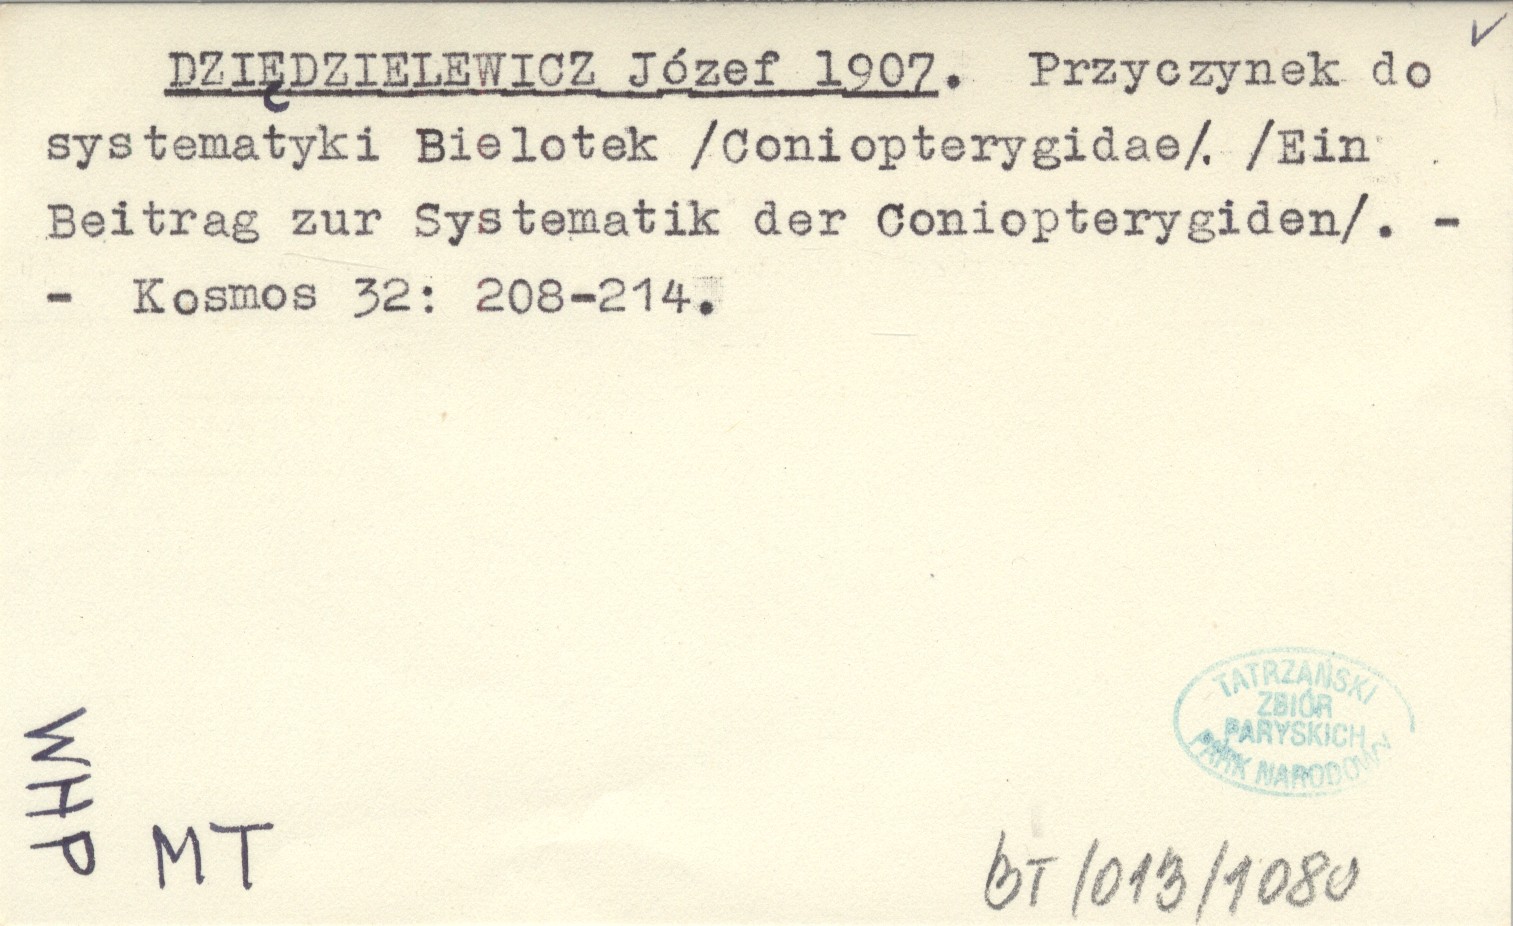 DZIĘDZIELEWICZ Józef 1907. Przyczynek do
systematyki Bielotek /Coniopterygidae/. /Ein
Beitrag zur Systematik der Coniopterygiden/. -
- Kosmos 32: 208-214.
TATRZAŃSKI
ZBIÓR
PARYSKICH
PARK NARODOWY
WHP
MT
BT/013/1080